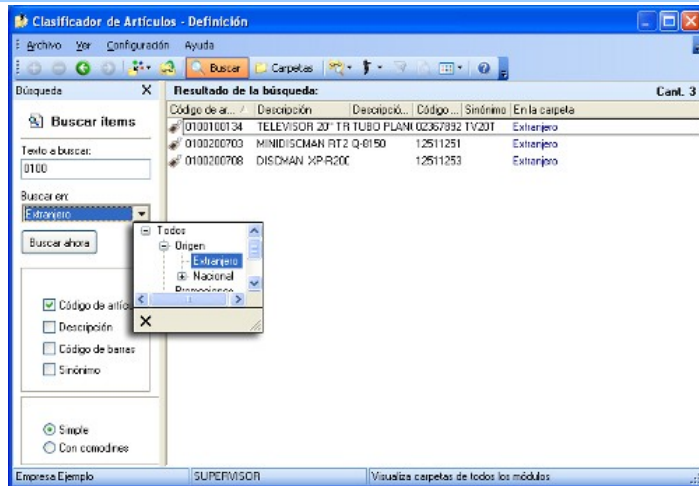 Clasificador de Artículos - Definición
Archivo Ver Configuración Ayuda
Buscar Carpetas
Búsqueda X
Buscar ítems
Texto a buscar:
0100
Buscar en:
Extranjero
Buscar ahora
Todos
Origen
Extranjero
Nacional
Promociones
X
Código de artíc
Descripción
Código de barras
Sinónimo
Simple
Con comodines
Resultado de la búsqueda: Cant. 3
Código de ar... Descripción Descripció... Código ... Sinónimo En la carpeta
0100100134 TELEVISOR 20" TR TUBO PLAN 02367892 TV20T Extranjero
0100200703 MINIDISCMAN RT2 Q-8150 12511251 Extranjero
0100200708 DISCMAN XP-R200 12511253 Extranjero
Empresa Ejemplo SUPERVISOR Visualiza carpetas de todos los módulos